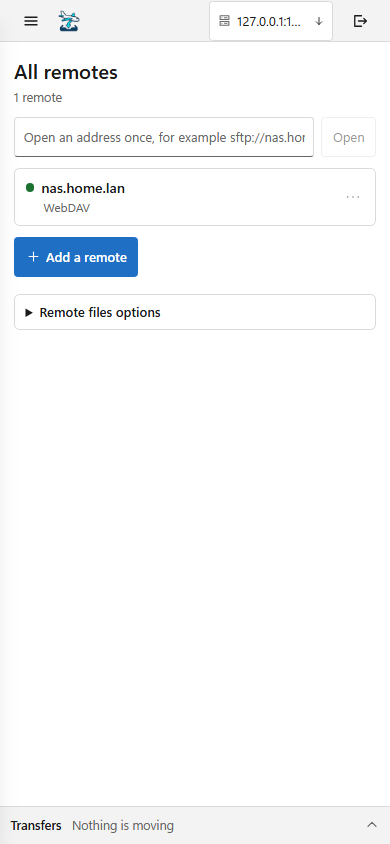 127.0.0.1:1...
All remotes
1 remote
Open an address once, for example sftp://nas.hor
Open
nas.home.lan
WebDAV
Add a remote
Remote files options
Transfers Nothing is moving